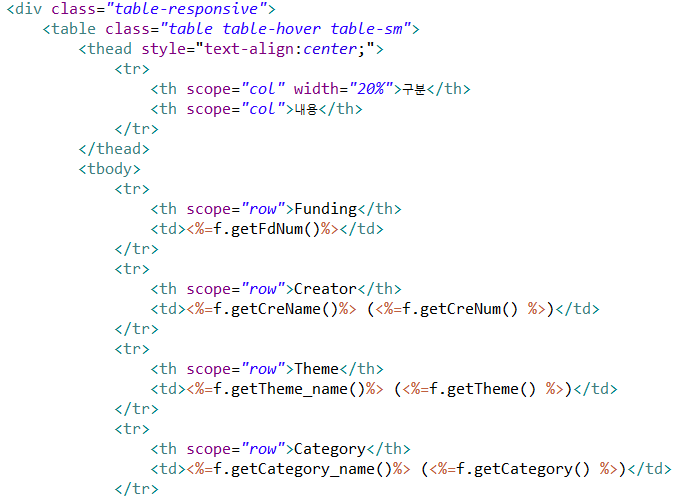 <div class="table-responsive">
<table class="table table-hover table-sm">
<thead style="text-align:center;">
<tr>
<th scope="col" width="20%">구분</th>
<th scope="col">내용</th>
</tr>
</thead>
<tbody>
<tr>
<th scope="row">Funding</th>
<td><%=f.getFdNum()%></td>
</tr>
<tr>
<th scope="row">Creator</th>
<td><%=f.getCreName()%> (<%=f.getCreNum() %>)</td>
</tr>
<tr>
<th scope="row">Theme</th>
<td><%=f.getTheme_name()%> (<%=f.getTheme() %>)</td>
</tr>
<tr>
<th scope="row">Category</th>
<td><%=f.getCategory_name()%> (<%=f.getCategory() %>)</td>
</tr>